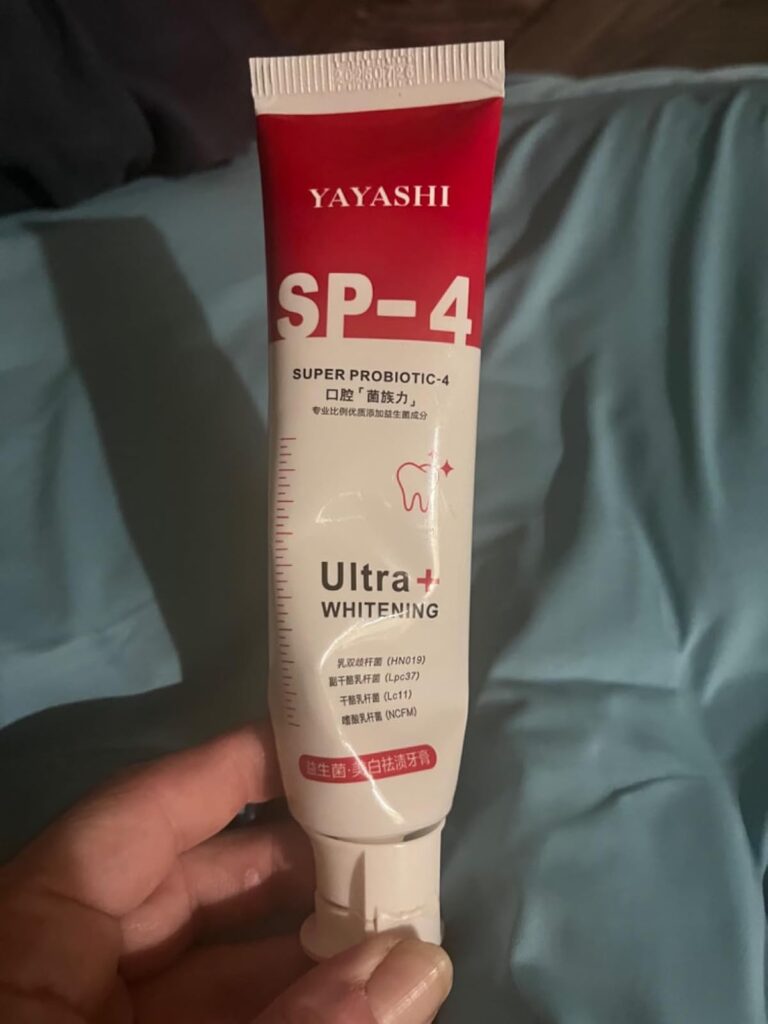 20250726
YAYASHI
SP-4
SUPER PROBIOTIC-4
口腔「菌族力」
专业比例优质添加益生菌成分
Ultra+
WHITENING
乳双歧杆菌 (HN019)
副干酪乳杆菌 (Lpc37)
干酪乳杆菌 (Lc11)
嗜酸乳杆菌 (NCFM)
益生菌·美白祛渍牙膏